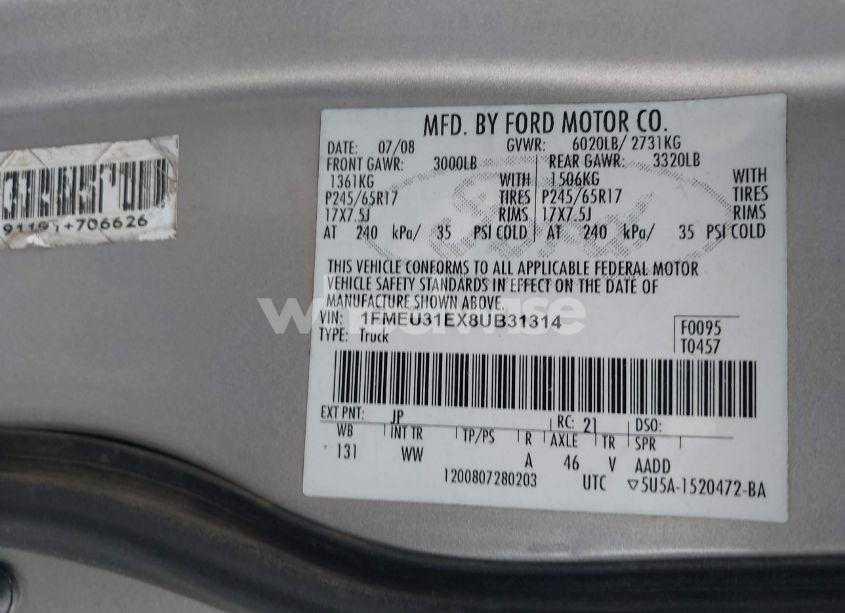 MFD. BY FORD MOTOR CO.
DATE: 07/08 GVWR: 6020LB/ 2731KG
FRONT GAWR: 3000LB REAR GAWR: 3320LB
1361KG WITH 1506KG WITH
P245/65R17 TIRES P245/65R17 TIRES
17X7.5J RIMS 17X7.5J RIMS
AT 240 kPa/ 35 PSI COLD AT 240 kPa/ 35 PSI COLD
THIS VEHICLE CONFORMS TO ALL APPLICABLE FEDERAL MOTOR
VEHICLE SAFETY STANDARDS IN EFFECT ON THE DATE OF
MANUFACTURE SHOWN ABOVE.
VIN: 1FMEU31EX8UB31314
TYPE: Truck
F0095
T0457
EXT PNT: JP RC: 21 DSO:
WB INT TR TP/PS R AXLE TR SPR
131 WW A 46 V AADD
1200807280203 UTC ▽5U5A-1520472-BA
+706626